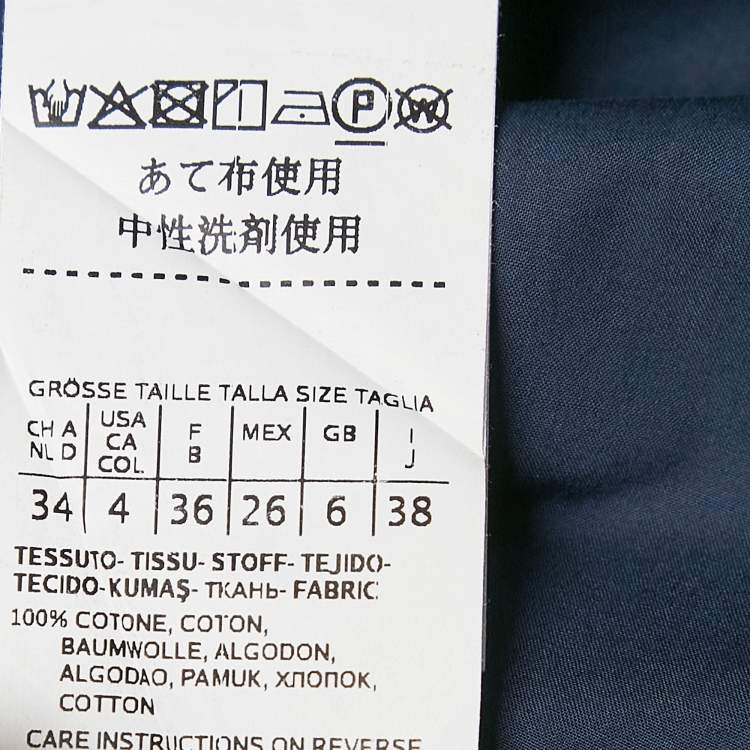 P W
あて布使用
中性洗剤使用
GRÖSSE TAILLE TALLA SIZE TAGLIA
CH A NL D USA CA COL F B MEX GB I J
34 4 36 26 6 38
TESSUTO- TISSU- STOFF- TEJIDO-
TECIDO-KUMAŞ- ТКАНЬ- FABRIC:
100% COTONE, COTON,
BAUMWOLLE, ALGODON,
ALGODAO, PAMUK, ХЛОПОК,
COTTON
CARE INSTRUCTIONS ON REVERSE